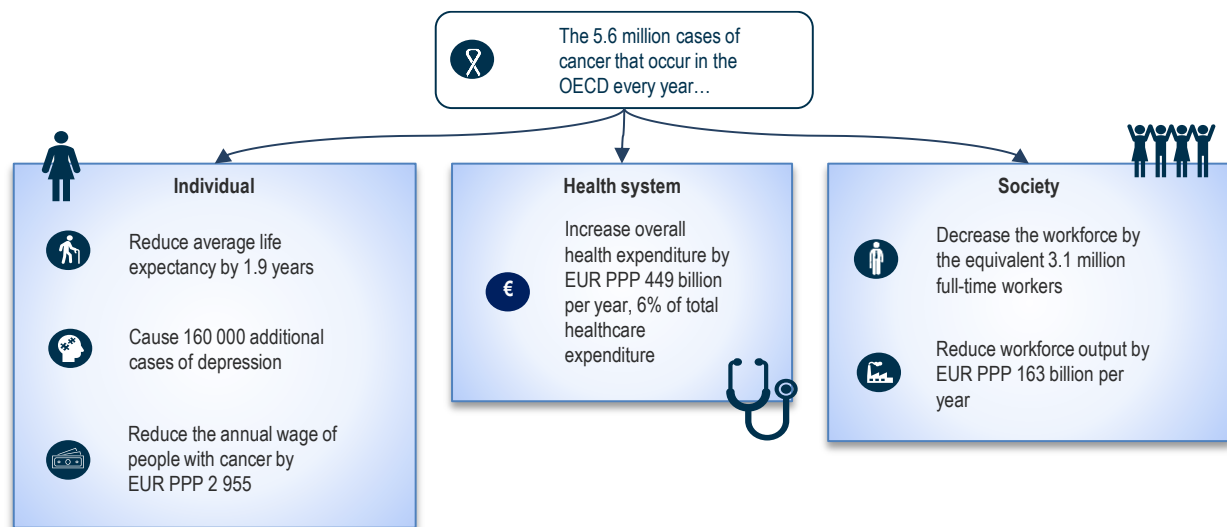 The 5.6 million cases of
cancer that occur in the
OECD every year…
Individual
Reduce average life
expectancy by 1.9 years
Cause 160 000 additional
cases of depression
Reduce the annual wage of
people with cancer by
EUR PPP 2 955
Health system
€
Increase overall
health expenditure by
EUR PPP 449 billion
per year, 6% of total
healthcare
expenditure
Society
Decrease the workforce by
the equivalent 3.1 million
full-time workers
Reduce workforce output by
EUR PPP 163 billion per
year